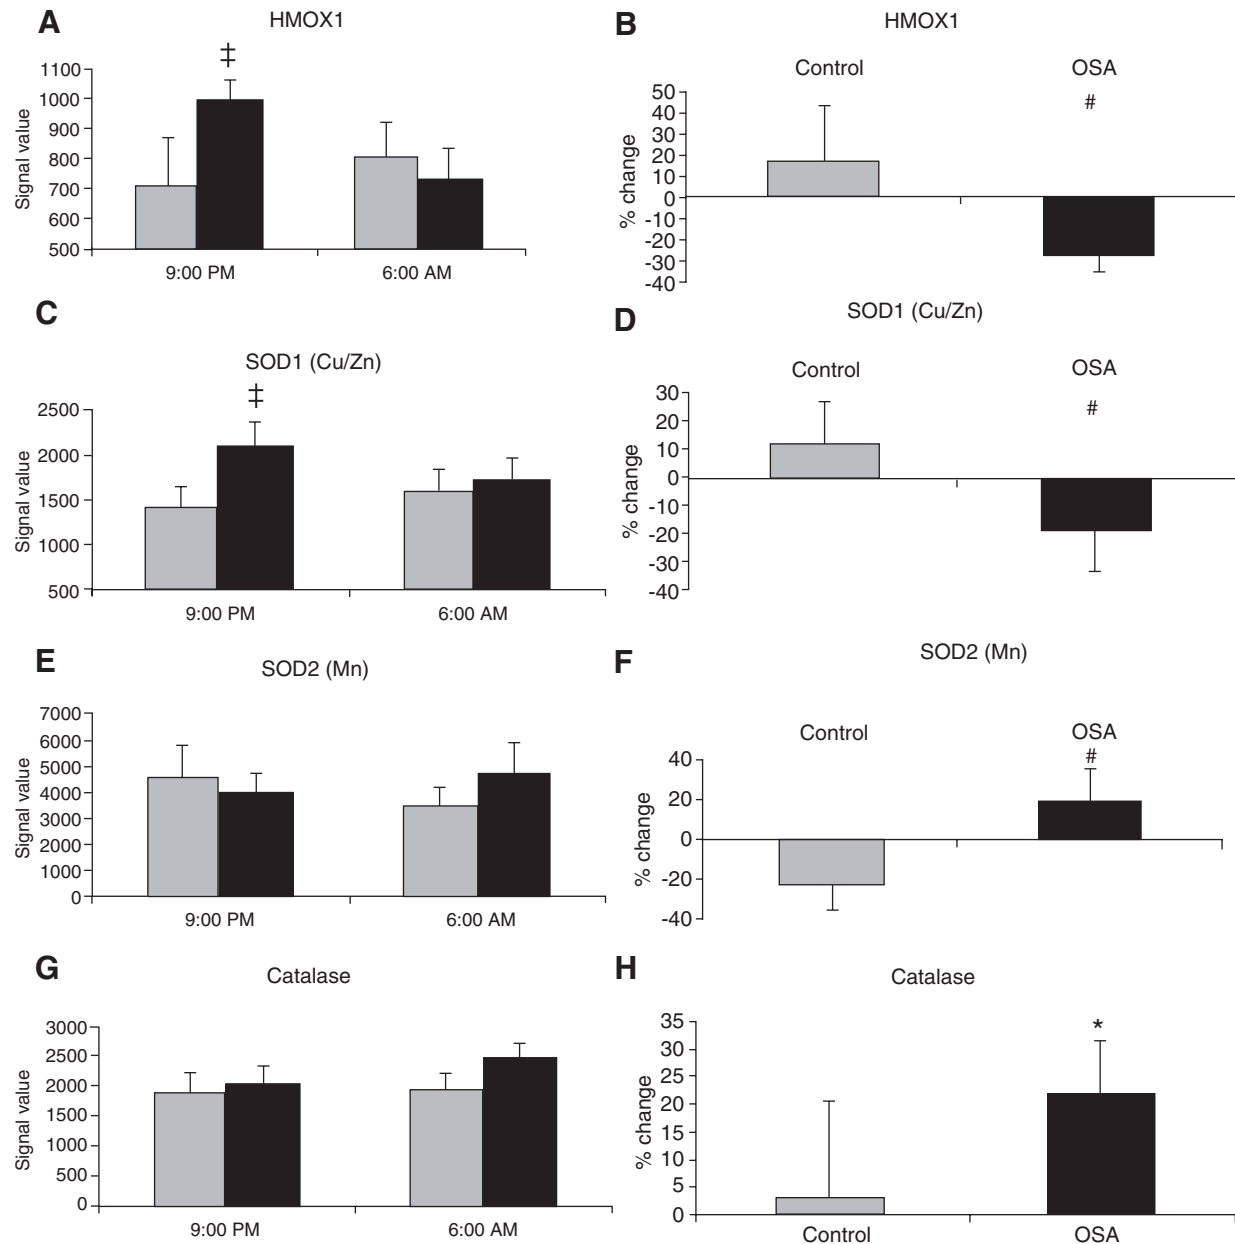 A
HMOX1
‡
Signal value
1100
1000
900
800
700
600
500
9:00 PM
6:00 AM
B
HMOX1
Control
OSA
#
% change
50
40
30
20
10
0
-10
-20
-30
-40
C
SOD1 (Cu/Zn)
‡
Signal value
2500
2000
1500
1000
500
9:00 PM
6:00 AM
D
SOD1 (Cu/Zn)
Control
OSA
#
% change
30
20
10
0
-10
-20
-30
-40
E
SOD2 (Mn)
Signal value
7000
6000
5000
4000
3000
2000
1000
0
9:00 PM
6:00 AM
F
SOD2 (Mn)
Control
OSA
#
% change
40
20
0
-20
-40
G
Catalase
Signal value
3000
2500
2000
1500
1000
500
0
9:00 PM
6:00 AM
H
Catalase
*
% change
35
30
25
20
15
10
5
0
Control
OSA